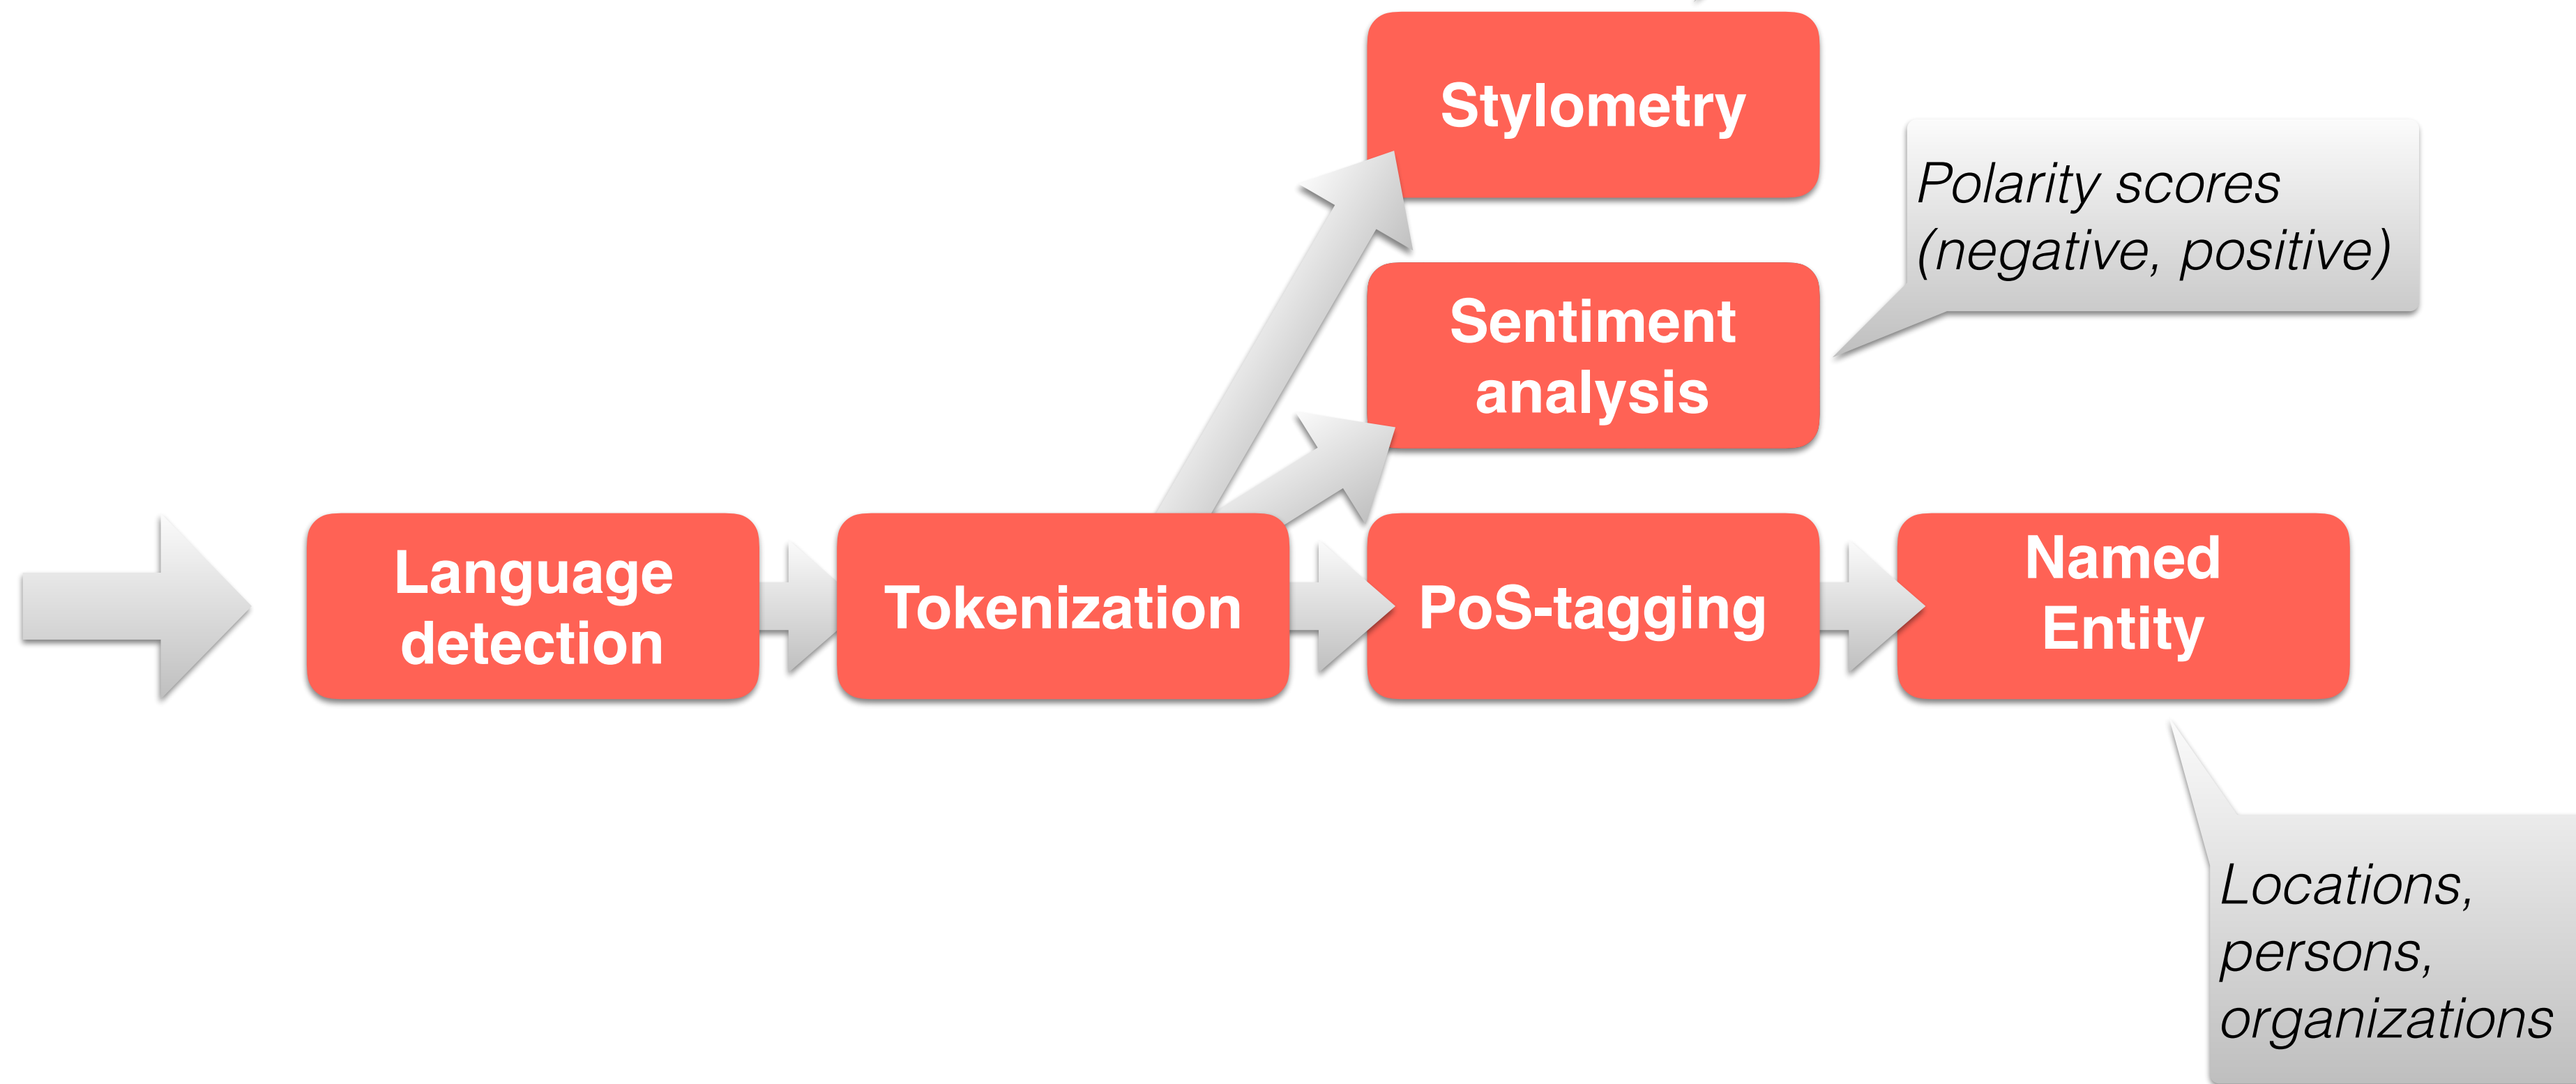 Stylometry
Polarity scores
(negative, positive)
Sentiment
analysis
Language
detection
Tokenization
PoS-tagging
Named
Entity
Locations,
persons,
organizations